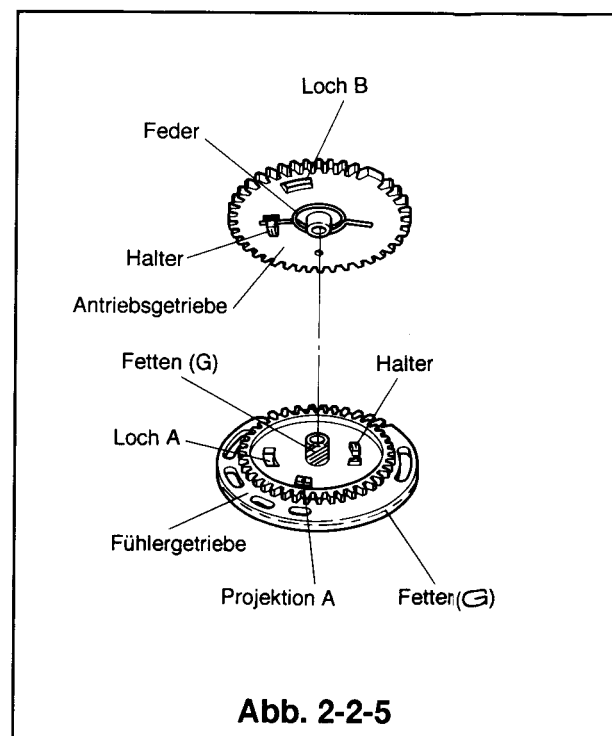 Loch B
Feder
Halter
Antriebsgetriebe
Fetten (G)
Halter
Loch A
Fühlergetriebe
Projektion A
Fetten (G)
Abb. 2-2-5